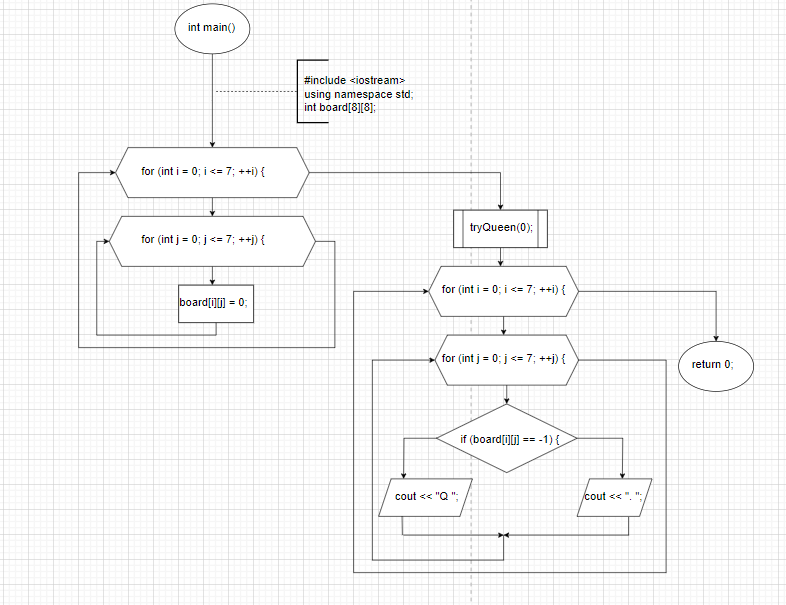 int main()
#include <iostream>
using namespace std;
int board[8][8];
for (int i = 0; i <= 7; ++i) {
for (int j = 0; j <= 7; ++j) {
board[i][j] = 0;
tryQueen(0);
for (int i = 0; i <= 7; ++i) {
for (int j = 0; j <= 7; ++j) {
return 0;
if (board[i][j] == -1) {
cout << "Q ";
cout << ". ";